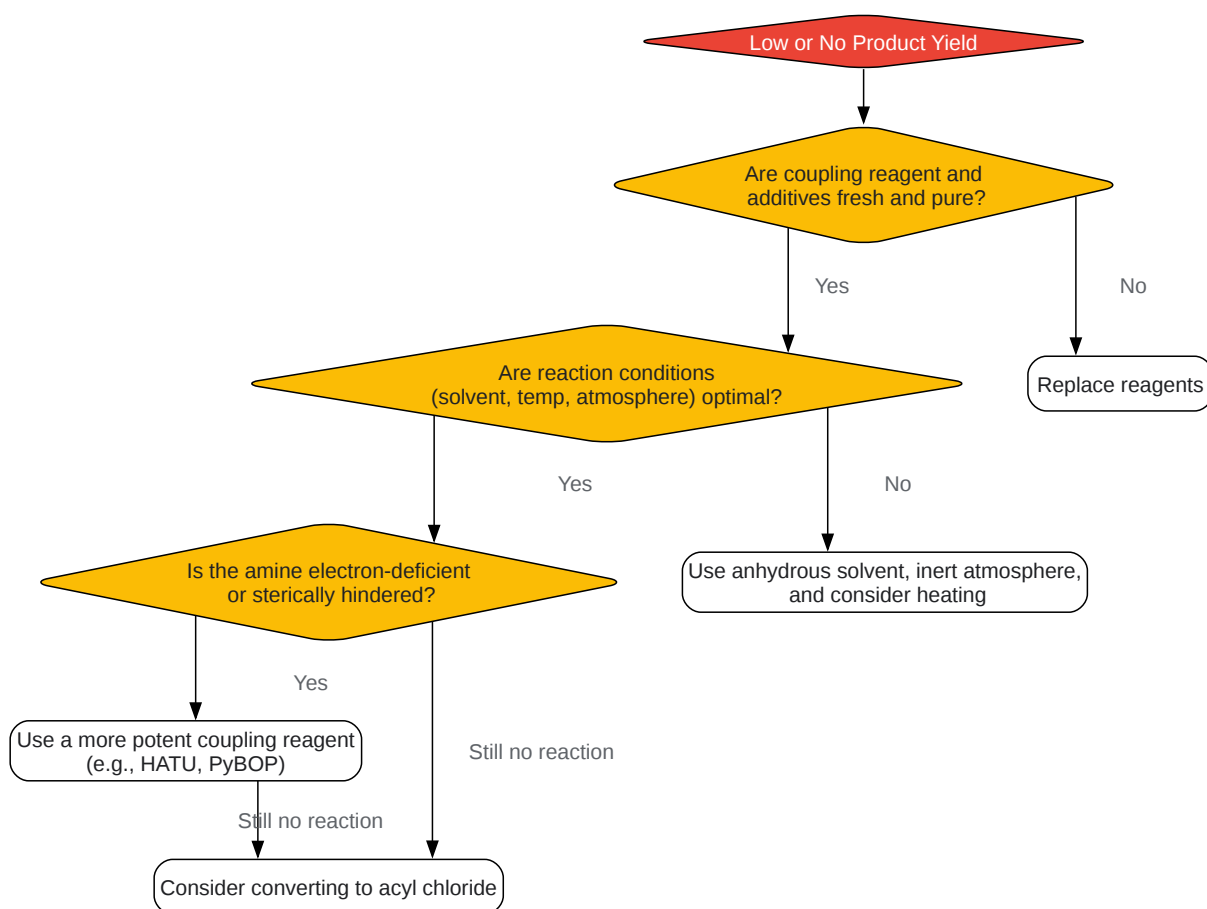 Low or No Product Yield
Are coupling reagent and
additives fresh and pure?
Yes
No
Are reaction conditions
(solvent, temp, atmosphere) optimal?
Replace reagents
Yes
No
Is the amine electron-deficient
or sterically hindered?
Use anhydrous solvent, inert atmosphere,
and consider heating
Yes
Use a more potent coupling reagent
(e.g., HATU, PyBOP)
Still no reaction
Still no reaction
Consider converting to acyl chloride